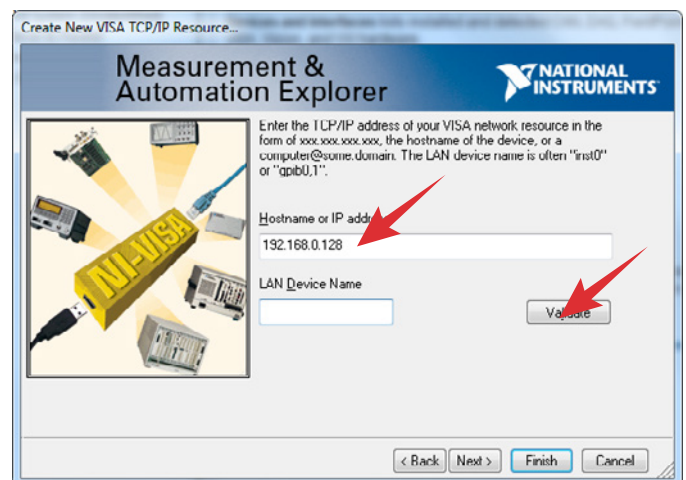 Create New VISA TCP/IP Resource...
Measurement &
Automation Explorer
NATIONAL
INSTRUMENTS
Enter the TCP/IP address of your VISA network resource in the
form of xxx.xxx.xxx.xxx, the hostname of the device, or a
computer@some.domain. The LAN device name is often "inst0"
or "gpib0,1".
Hostname or IP address
192.168.0.128
LAN Device Name
Validate
NI-VISA
< Back Next > Finish Cancel